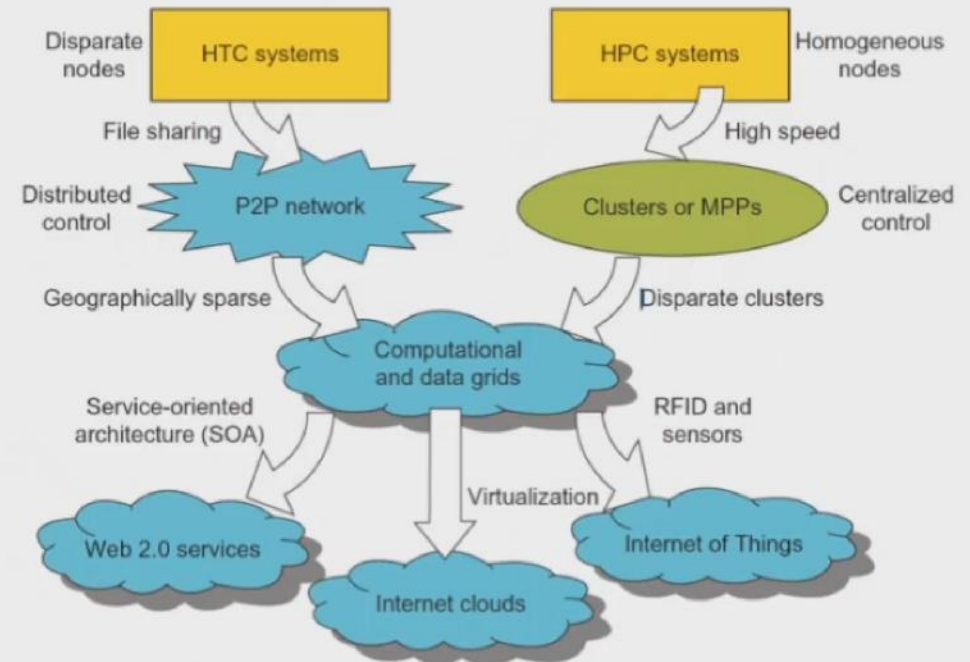 Disparate
nodes
HTC systems
HPC systems
Homogeneous
nodes
File sharing
High speed
Distributed
control
P2P network
Clusters or MPPs
Centralized
control
Geographically sparse
Disparate clusters
Computational
and data grids
Service-oriented
architecture (SOA)
RFID and
sensors
Virtualization
Web 2.0 services
Internet of Things
Internet clouds